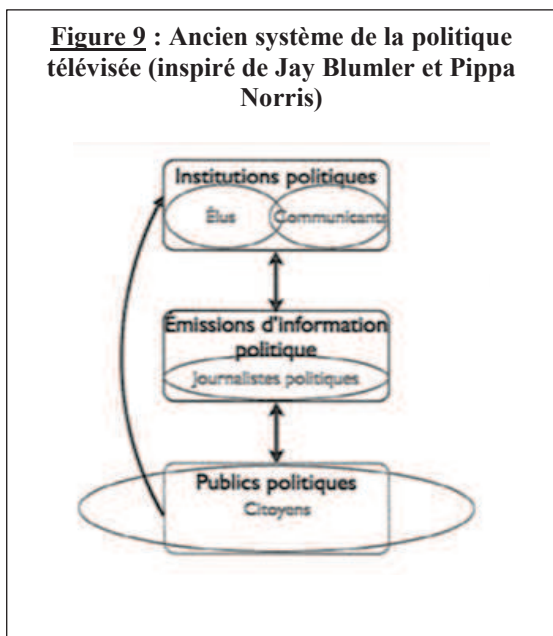 Figure 9 : Ancien système de la politique
télévisée (inspiré de Jay Blumler et Pippa
Norris)
Institutions politiques
Élus Communicants
Émissions d'information
politique
Journalistes politiques
Publics politiques
Citoyens